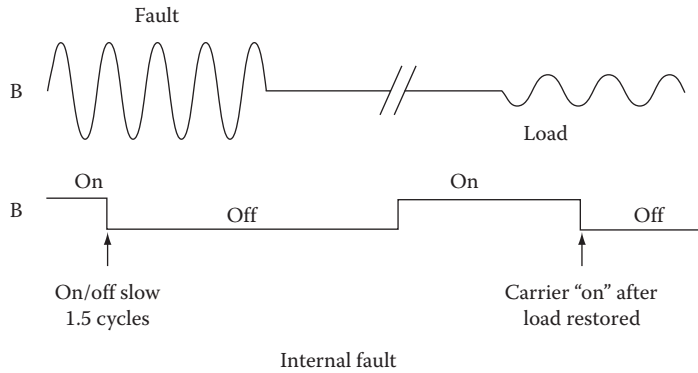 Fault
B
Load
On
On
B
Off
Off
On/off slow
1.5 cycles
Carrier “on” after
load restored
Internal fault